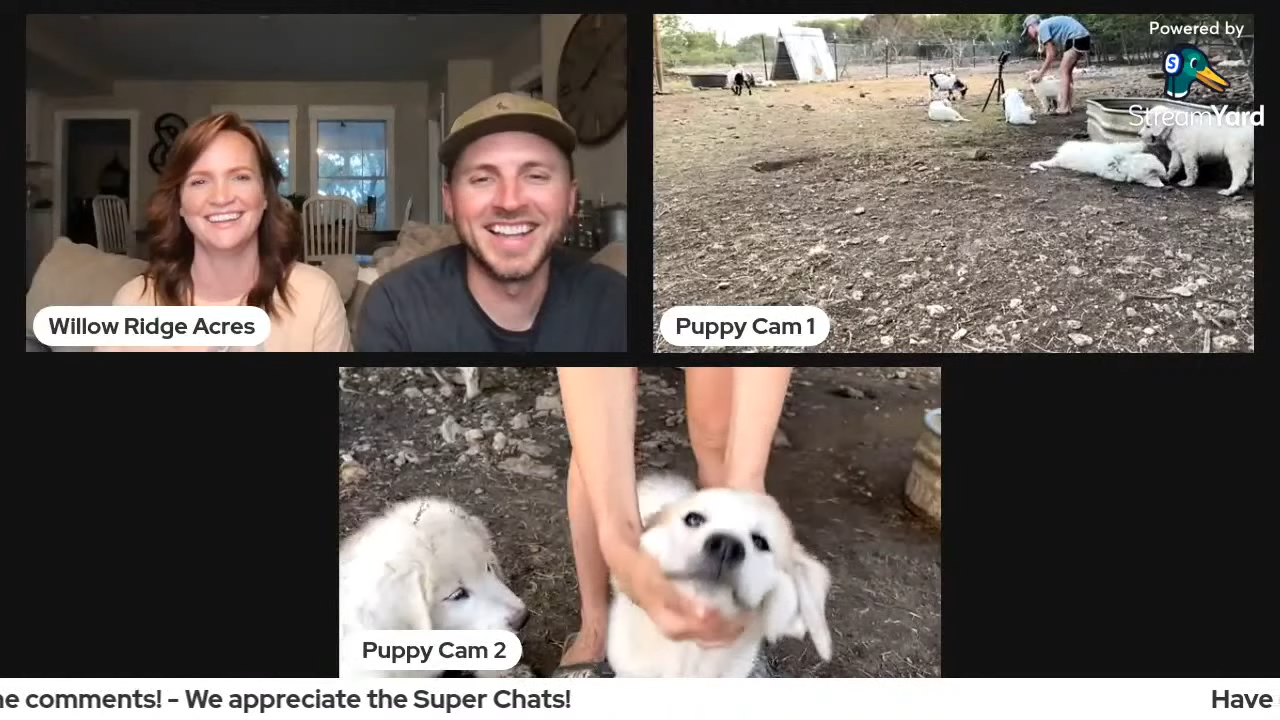 Powered by
S
StreamYard
Willow Ridge Acres
Puppy Cam 1
Puppy Cam 2
comments! - We appreciate the Super Chats!
Have